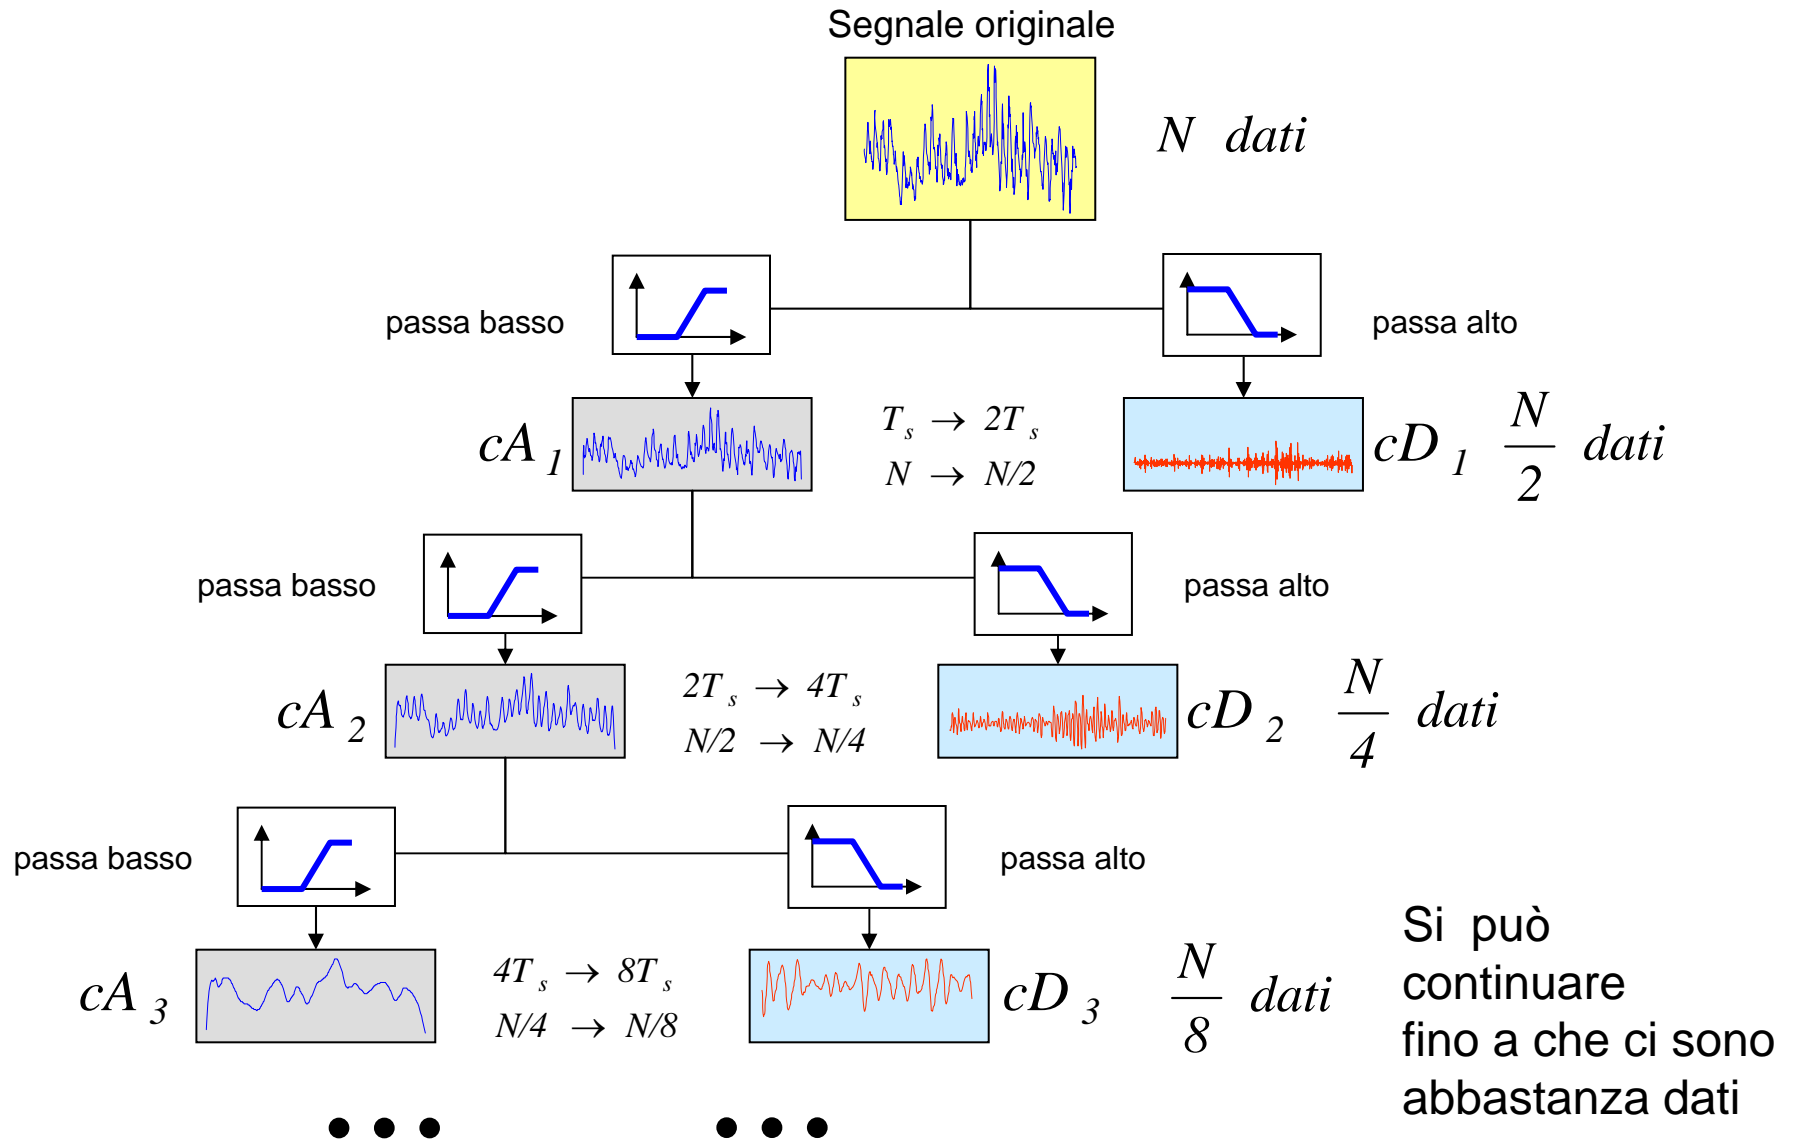 Segnale originale
N dati
passa basso
passa alto
cA 1
T s → 2T s
N → N/2
cD 1 N/2 dati
passa basso
passa alto
cA 2
2T s → 4T s
N/2 → N/4
cD 2 N/4 dati
passa basso
passa alto
cA 3
4T s → 8T s
N/4 → N/8
cD 3 N/8 dati
Si può
continuare
fino a che ci sono
abbastanza dati
● ● ● ● ● ●